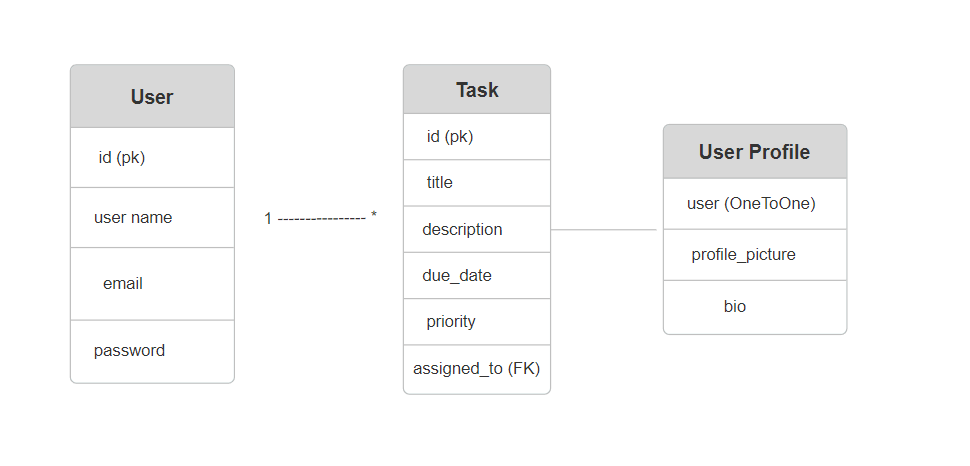 User
id (pk)
user name
email
password
1 ---------------- *
Task
id (pk)
title
description
due_date
priority
assigned_to (FK)
User Profile
user (OneToOne)
profile_picture
bio